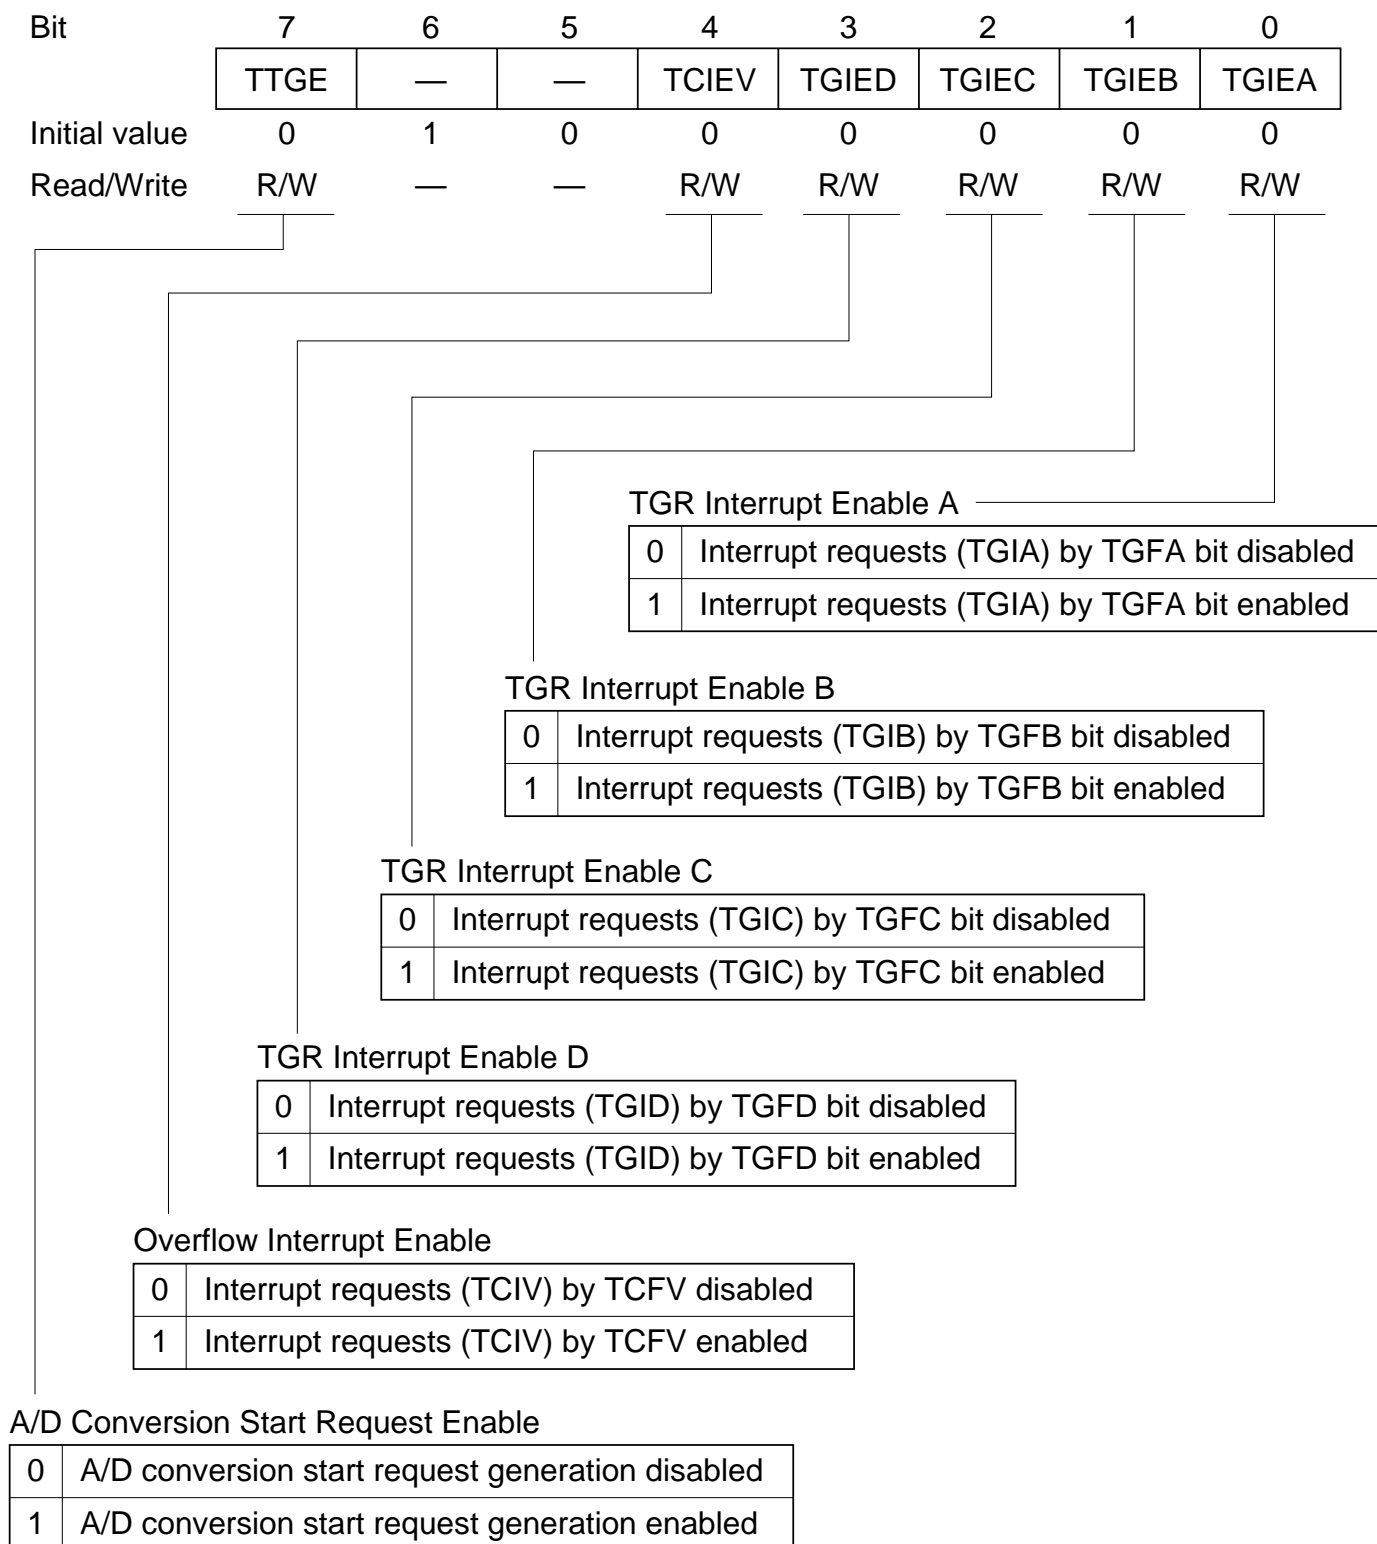 Bit 7 6 5 4 3 2 1 0
TTGE — — TCIEV TGIED TGIEC TGIEB TGIEA
Initial value 0 1 0 0 0 0 0 0
Read/Write R/W — — R/W R/W R/W R/W R/W
TGR Interrupt Enable A
0 Interrupt requests (TGIA) by TGFA bit disabled
1 Interrupt requests (TGIA) by TGFA bit enabled
TGR Interrupt Enable B
0 Interrupt requests (TGIB) by TGFB bit disabled
1 Interrupt requests (TGIB) by TGFB bit enabled
TGR Interrupt Enable C
0 Interrupt requests (TGIC) by TGFC bit disabled
1 Interrupt requests (TGIC) by TGFC bit enabled
TGR Interrupt Enable D
0 Interrupt requests (TGID) by TGFD bit disabled
1 Interrupt requests (TGID) by TGFD bit enabled
Overflow Interrupt Enable
0 Interrupt requests (TCIV) by TCFV disabled
1 Interrupt requests (TCIV) by TCFV enabled
A/D Conversion Start Request Enable
0 A/D conversion start request generation disabled
1 A/D conversion start request generation enabled